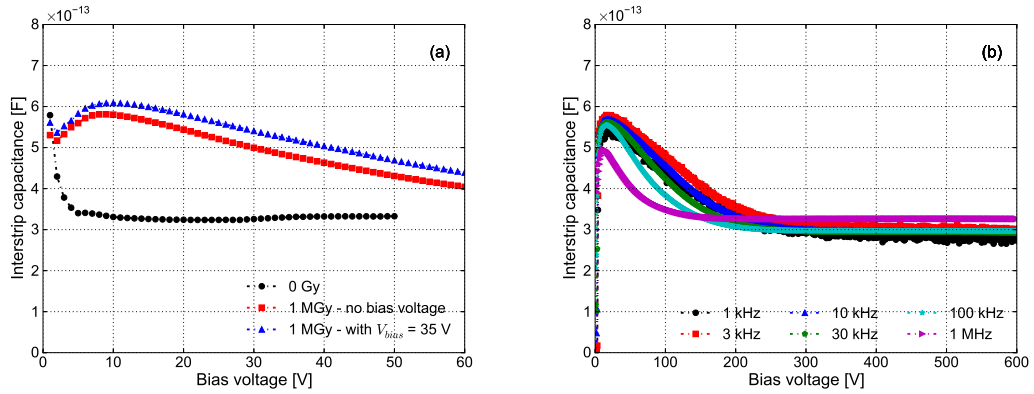 ×10⁻¹³
(a)
Interstrip capacitance [F]
8
7
6
5
4
3
2
1
0
0 Gy
1 MGy - no bias voltage
1 MGy - with V_bias = 35 V
0 10 20 30 40 50 60
Bias voltage [V]
×10⁻¹³
(b)
Interstrip capacitance [F]
8
7
6
5
4
3
2
1
0
1 kHz 10 kHz 100 kHz
3 kHz 30 kHz 1 MHz
0 100 200 300 400 500 600
Bias voltage [V]